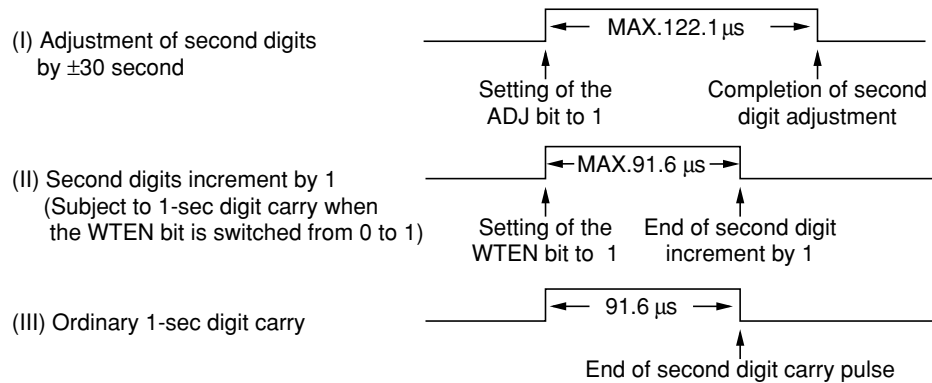 (I) Adjustment of second digits
by ±30 second
MAX.122.1 µs
Setting of the
ADJ bit to 1
Completion of second
digit adjustment
(II) Second digits increment by 1
(Subject to 1-sec digit carry when
the WTEN bit is switched from 0 to 1)
MAX.91.6 µs
Setting of the
WTEN bit to 1
End of second digit
increment by 1
(III) Ordinary 1-sec digit carry
91.6 µs
End of second digit carry pulse